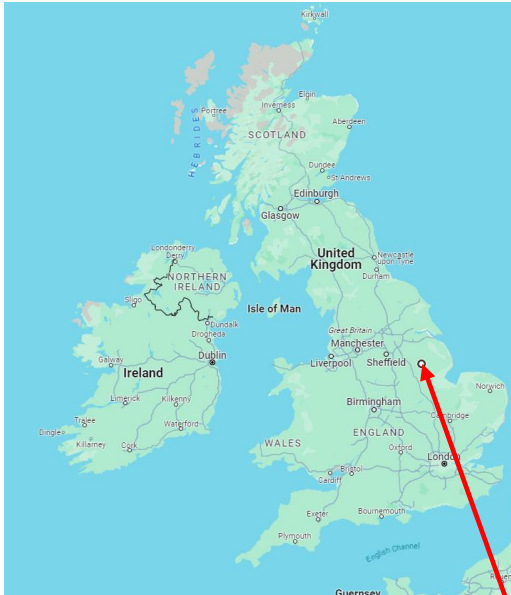 Kirkwall
Elgin
Portree
Inverness
Aberdeen
SCOTLAND
HEBRIDES
Dundee
St Andrews
Edinburgh
Glasgow
United
Kingdom
Newcastle
upon Tyne
Durham
Londonderry
Derry
NORTHERN
IRELAND
Sligo
Isle of Man
Dundalk
Drogheda
Great Britain
Manchester
Galway
Dublin
Liverpool
Sheffield
Ireland
Norwich
Limerick
Kilkenny
Birmingham
Cambridge
Tralee
Waterford
Dingle
ENGLAND
Killarney
Cork
WALES
Oxford
London
Bristol
Cardiff
Exeter
Bournemouth
Plymouth
English Channel
Guernsey